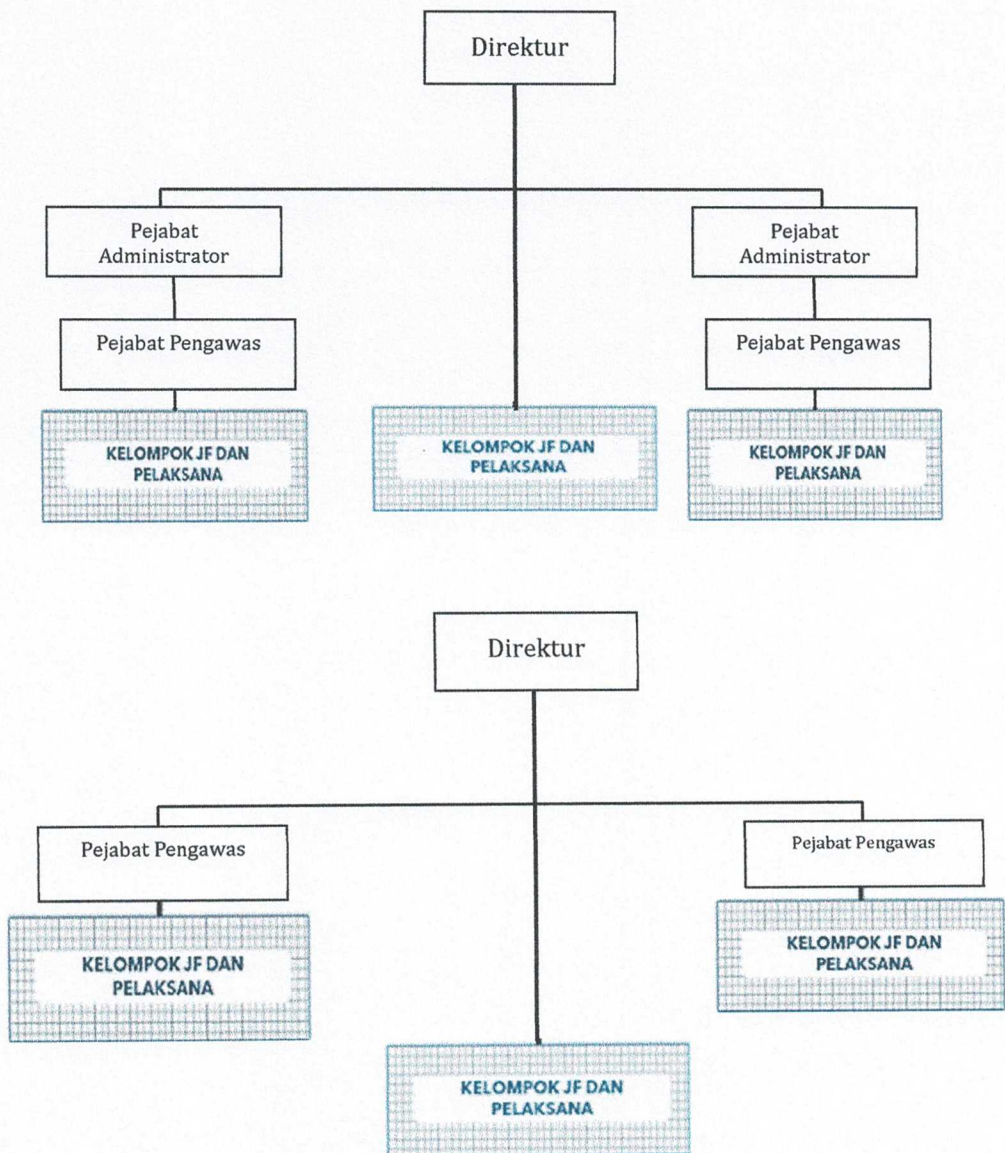 Direktur
Pejabat
Administrator
Pejabat
Administrator
Pejabat Pengawas
Pejabat Pengawas
KELOMPOK JF DAN
PELAKSANA
KELOMPOK JF DAN
PELAKSANA
KELOMPOK JF DAN
PELAKSANA
Direktur
Pejabat Pengawas
Pejabat Pengawas
KELOMPOK JF DAN
PELAKSANA
KELOMPOK JF DAN
PELAKSANA
KELOMPOK JF DAN
PELAKSANA